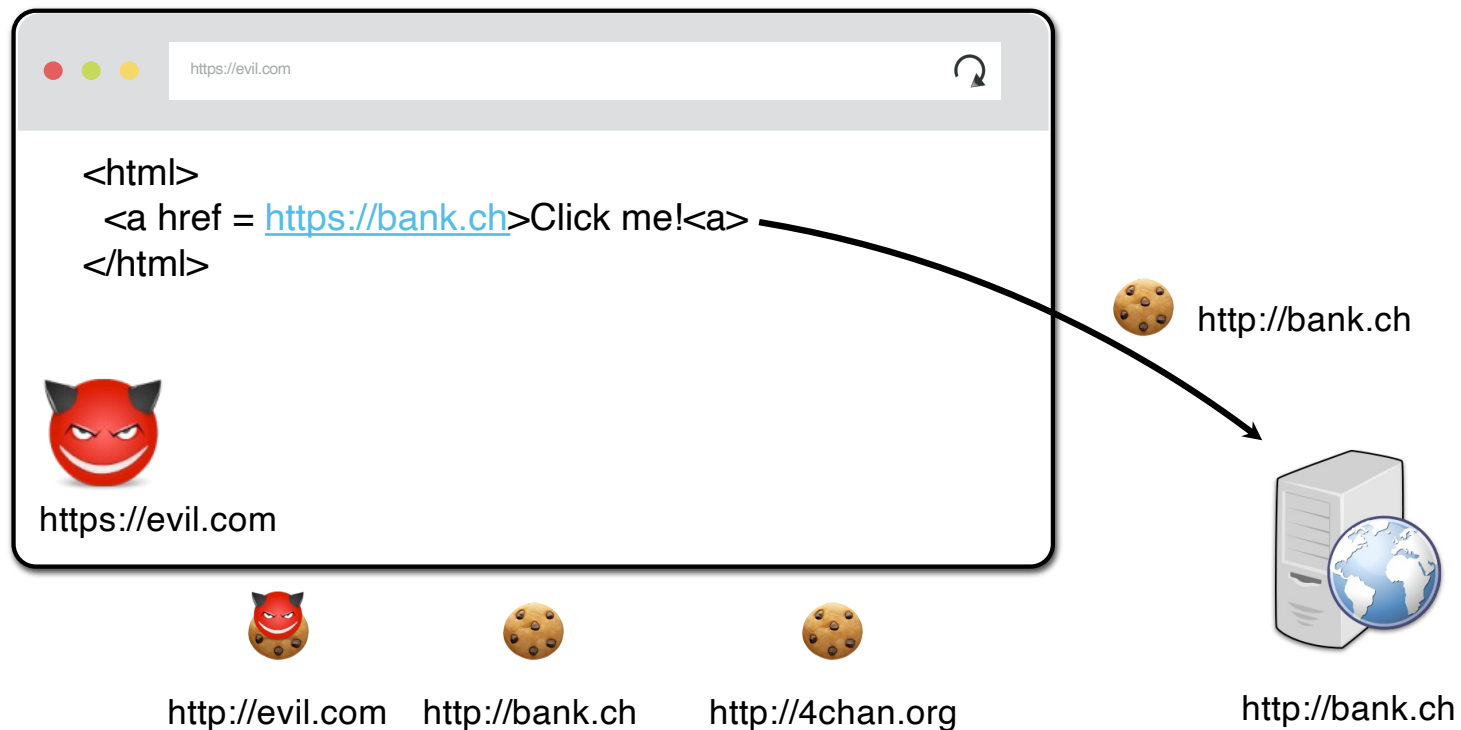 https://evil.com
<html>
<a href = https://bank.ch>Click me!<a>
</html>
http://bank.ch
https://evil.com
http://evil.com
http://bank.ch
http://4chan.org
http://bank.ch